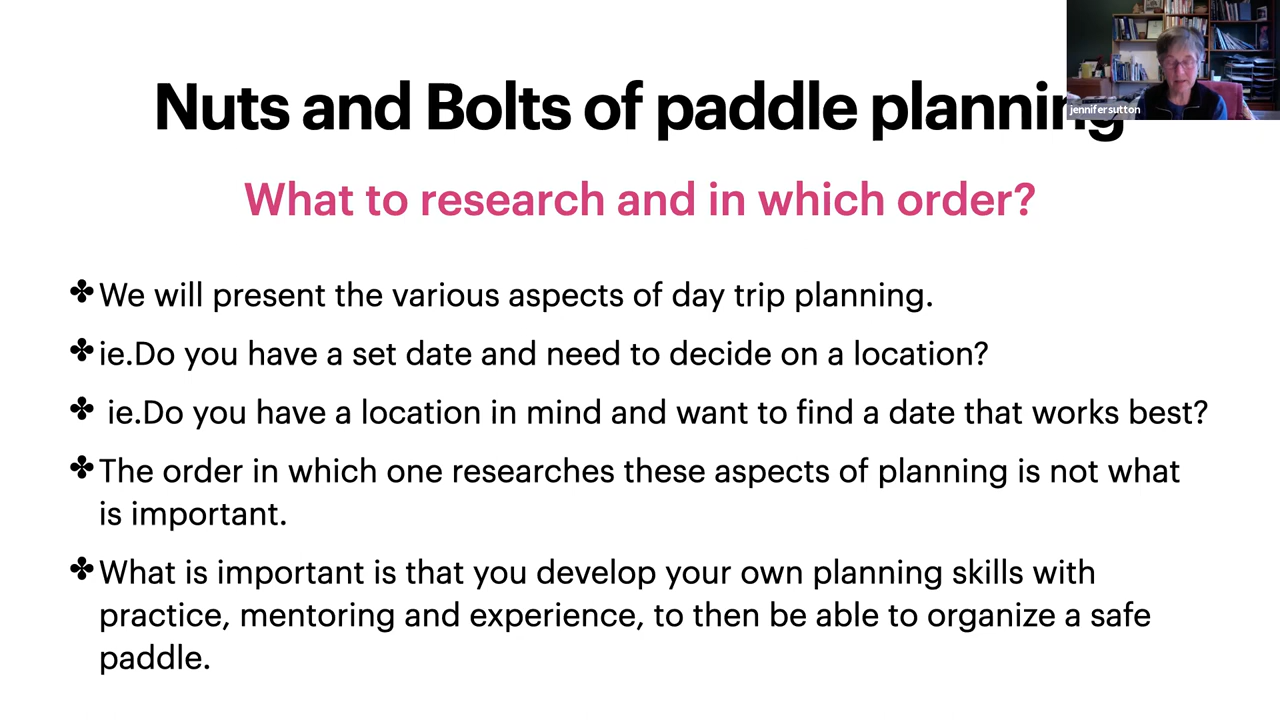 Nuts and Bolts of paddle planning
jennifersutton
What to research and in which order?
✤We will present the various aspects of day trip planning.
✤ie.Do you have a set date and need to decide on a location?
✤ ie.Do you have a location in mind and want to find a date that works best?
✤The order in which one researches these aspects of planning is not what
is important.
✤What is important is that you develop your own planning skills with
practice, mentoring and experience, to then be able to organize a safe
paddle.